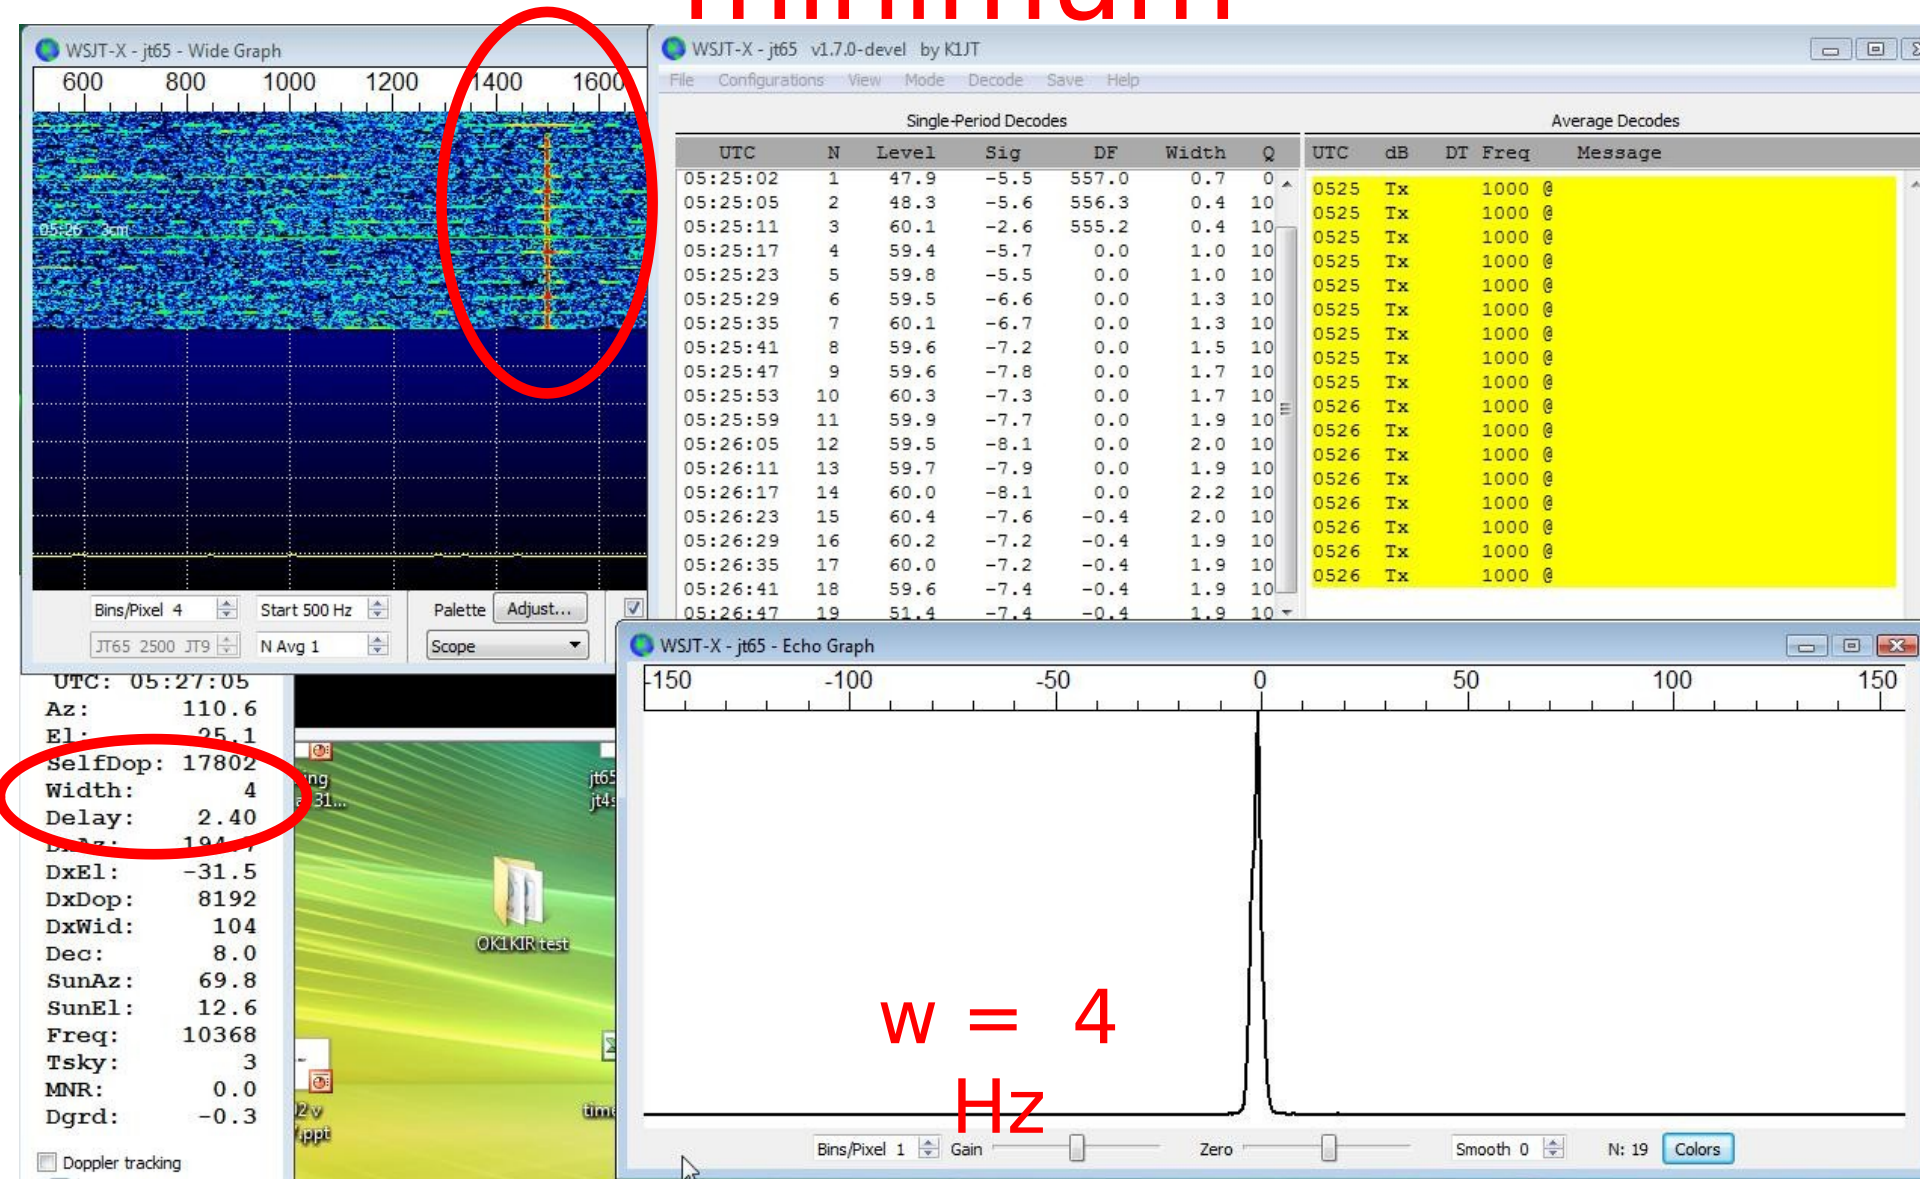 minimum
WSJT-X - jt65 - Wide Graph
600 800 1000 1200 1400 1600
05:26 3cm
Bins/Pixel 4 Start 500 Hz Palette Adjust...
JT65 2500 JT9 N Avg 1 Scope
WSJT-X - jt65 v1.7.0-devel by K1JT
File Configurations View Mode Decode Save Help
Single-Period Decodes
UTC N Level Sig DF Width Q
05:25:02 1 47.9 -5.5 557.0 0.7 0
05:25:05 2 48.3 -5.6 556.3 0.4 10
05:25:11 3 60.1 -2.6 555.2 0.4 10
05:25:17 4 59.4 -5.7 0.0 1.0 10
05:25:23 5 59.8 -5.5 0.0 1.0 10
05:25:29 6 59.5 -6.6 0.0 1.3 10
05:25:35 7 60.1 -6.7 0.0 1.3 10
05:25:41 8 59.6 -7.2 0.0 1.5 10
05:25:47 9 59.6 -7.8 0.0 1.7 10
05:25:53 10 60.3 -7.3 0.0 1.7 10
05:25:59 11 59.9 -7.7 0.0 1.9 10
05:26:05 12 59.5 -8.1 0.0 2.0 10
05:26:11 13 59.7 -7.9 0.0 1.9 10
05:26:17 14 60.0 -8.1 0.0 2.2 10
05:26:23 15 60.4 -7.6 -0.4 2.0 10
05:26:29 16 60.2 -7.2 -0.4 1.9 10
05:26:35 17 60.0 -7.2 -0.4 1.9 10
05:26:41 18 59.6 -7.4 -0.4 1.9 10
05:26:47 19 51.4 -7.4 -0.4 1.9 10
Average Decodes
UTC dB DT Freq Message
0525 Tx 1000 @
0525 Tx 1000 @
0525 Tx 1000 @
0525 Tx 1000 @
0525 Tx 1000 @
0525 Tx 1000 @
0525 Tx 1000 @
0525 Tx 1000 @
0525 Tx 1000 @
0526 Tx 1000 @
0526 Tx 1000 @
0526 Tx 1000 @
0526 Tx 1000 @
0526 Tx 1000 @
0526 Tx 1000 @
0526 Tx 1000 @
0526 Tx 1000 @
UTC: 05:27:05
Az: 110.6
El: 25.1
SelfDop: 17802
Width: 4
Delay: 2.40
DxAz: 194.7
DxEl: -31.5
DxDop: 8192
DxWid: 104
Dec: 8.0
SunAz: 69.8
SunEl: 12.6
Freq: 10368
Tsky: 3
MNR: 0.0
Dgrd: -0.3
Doppler tracking
OK1KIR test
WSJT-X - jt65 - Echo Graph
-150 -100 -50 0 50 100 150
w = 4
Hz
Bins/Pixel 1 Gain Zero Smooth 0 N: 19 Colors